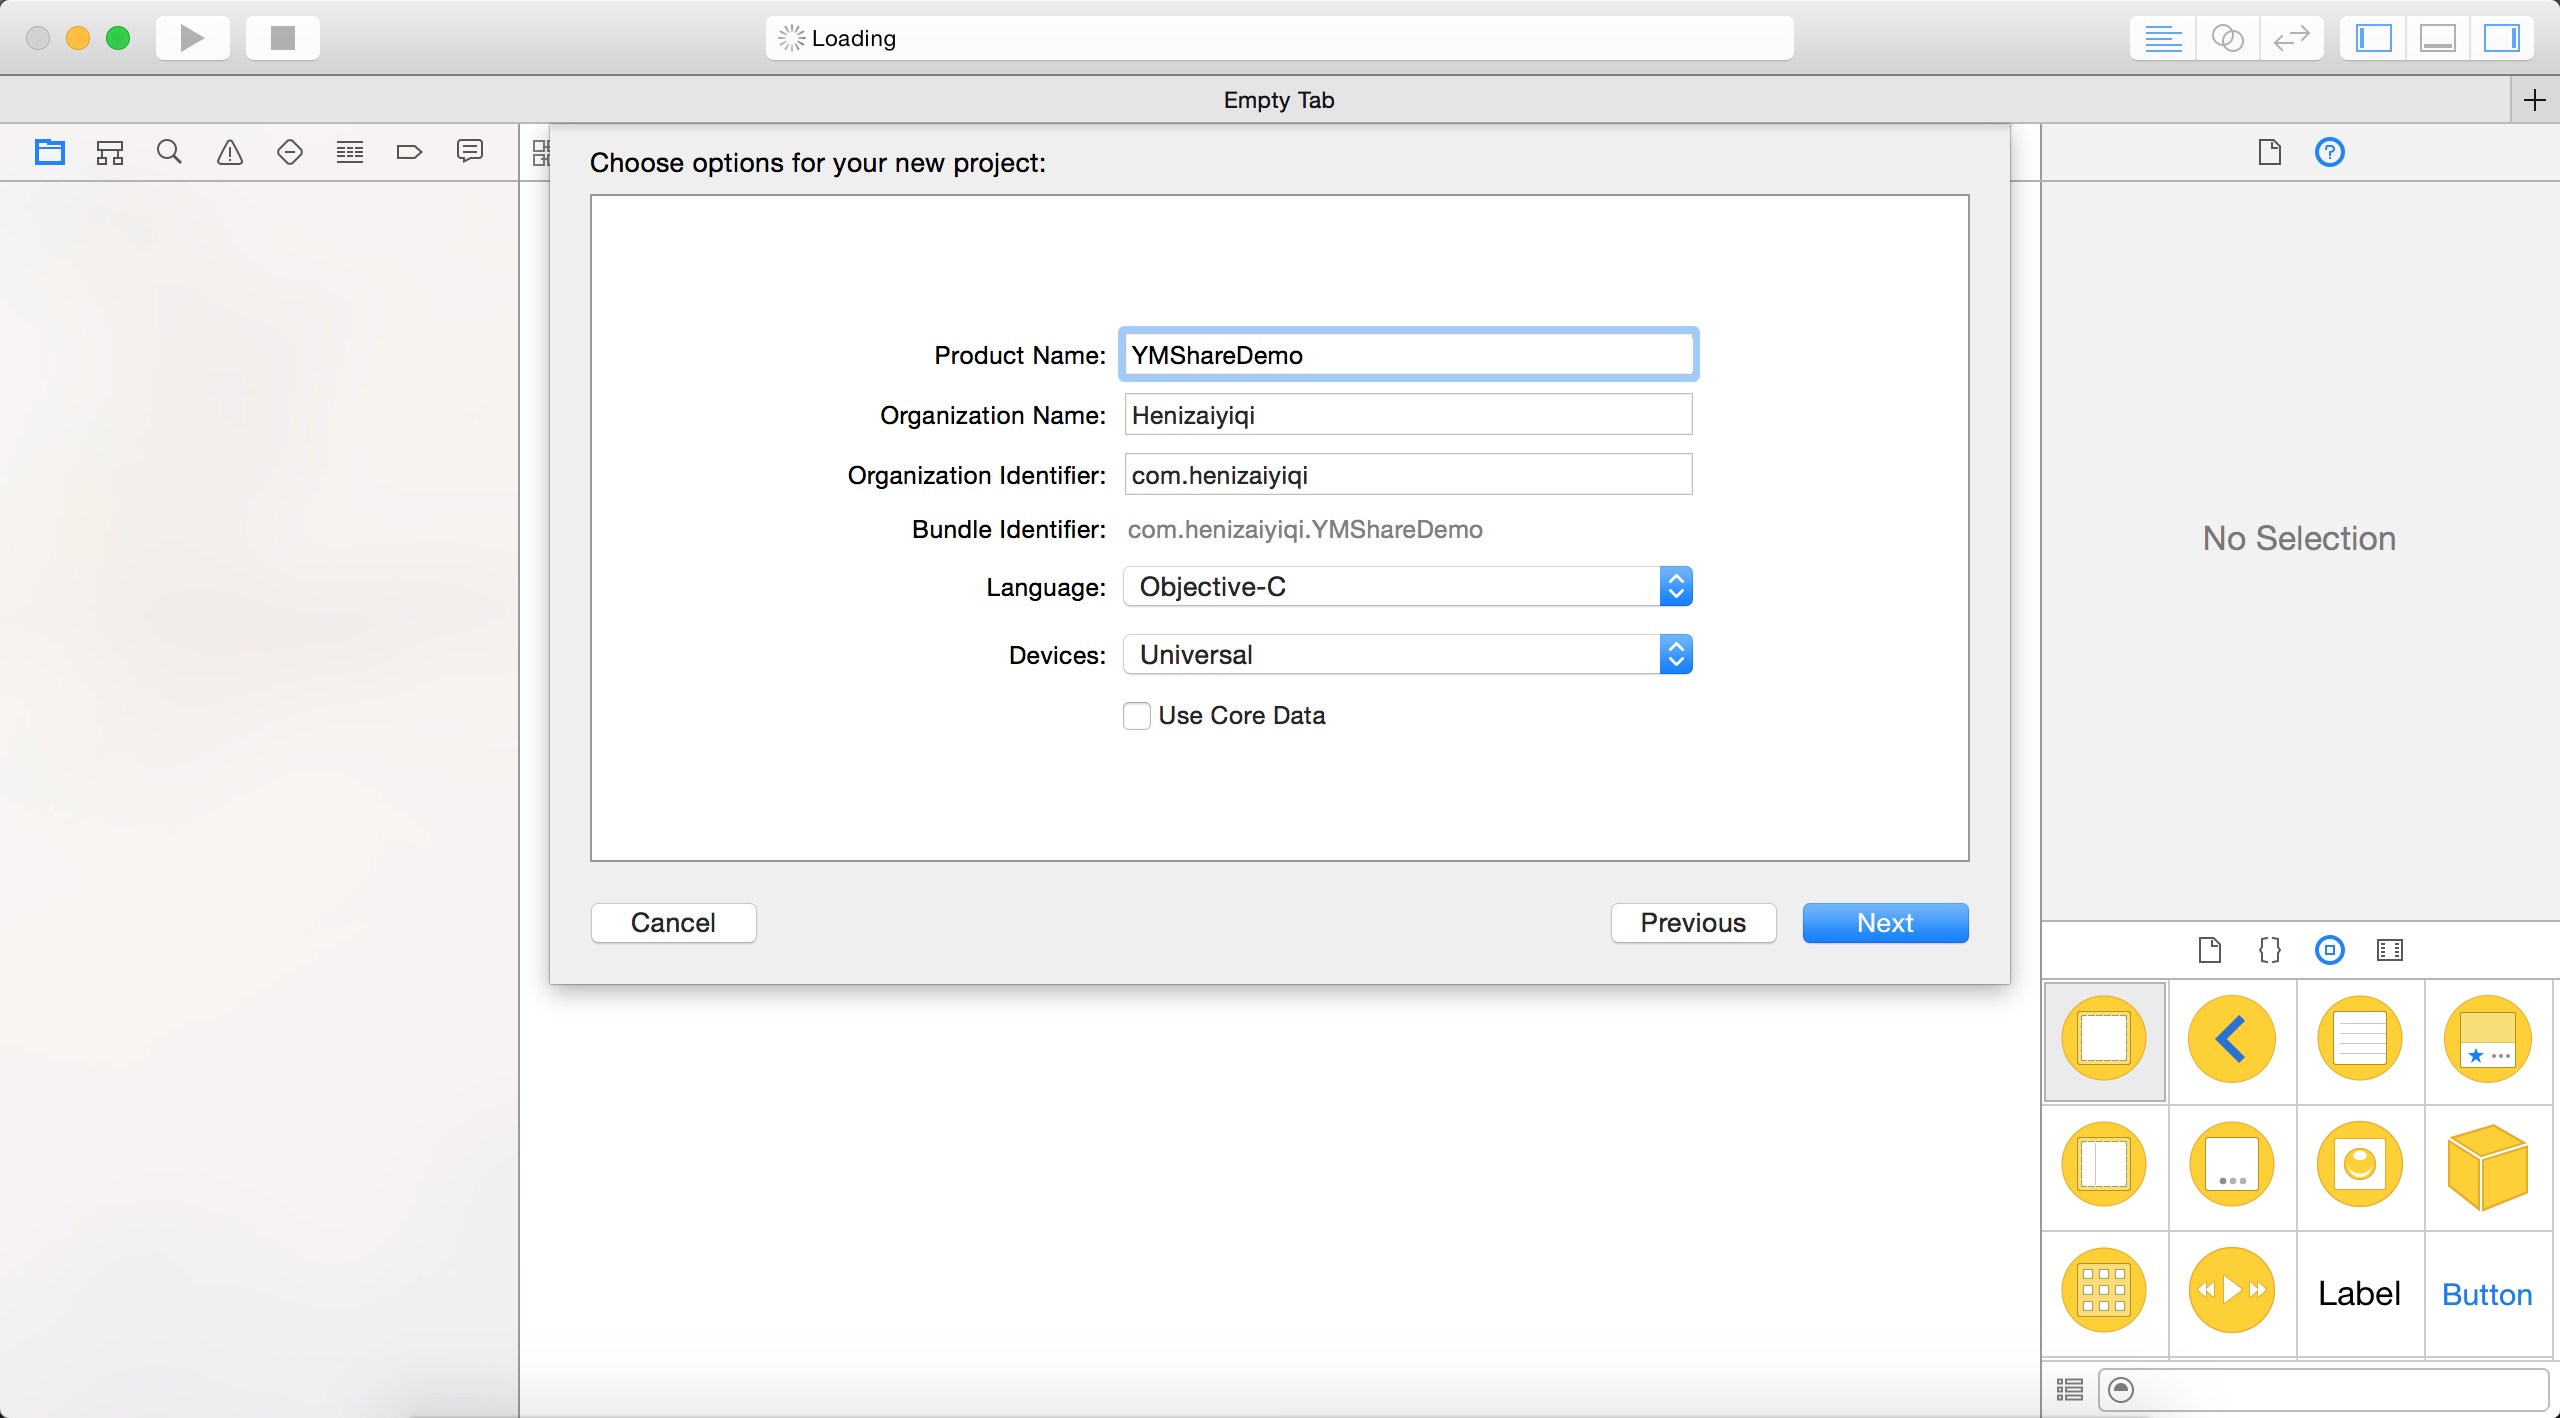 Loading
Empty Tab
Choose options for your new project:
Product Name: YMShareDemo
Organization Name: Henizaiyiqi
Organization Identifier: com.henizaiyiqi
Bundle Identifier: com.henizaiyiqi.YMShareDemo
Language: Objective-C
Devices: Universal
Use Core Data
Cancel Previous Next
No Selection
Label Button